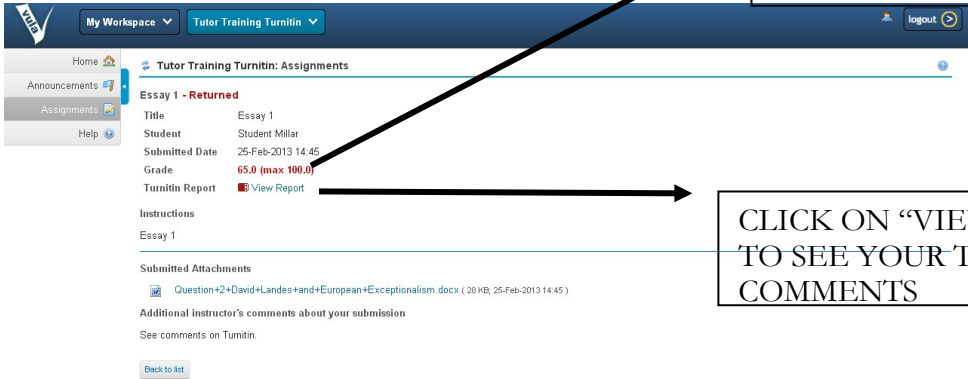 vula My Workspace Tutor Training Turnitin logout
Home
Announcements
Assignments
Help
Tutor Training Turnitin: Assignments
Essay 1 - Returned
Title Essay 1
Student Student Millar
Submitted Date 25-Feb-2013 14:45
Grade 65.0 (max 100.0)
Turnitin Report View Report
Instructions
Essay 1
Submitted Attachments
Question+2+David+Landes+and+European+Exceptionalism.docx ( 28 KB; 25-Feb-2013 14:45 )
Additional instructor's comments about your submission
See comments on Turnitin.
Back to list
CLICK ON “VIE
TO SEE YOUR T
COMMENTS